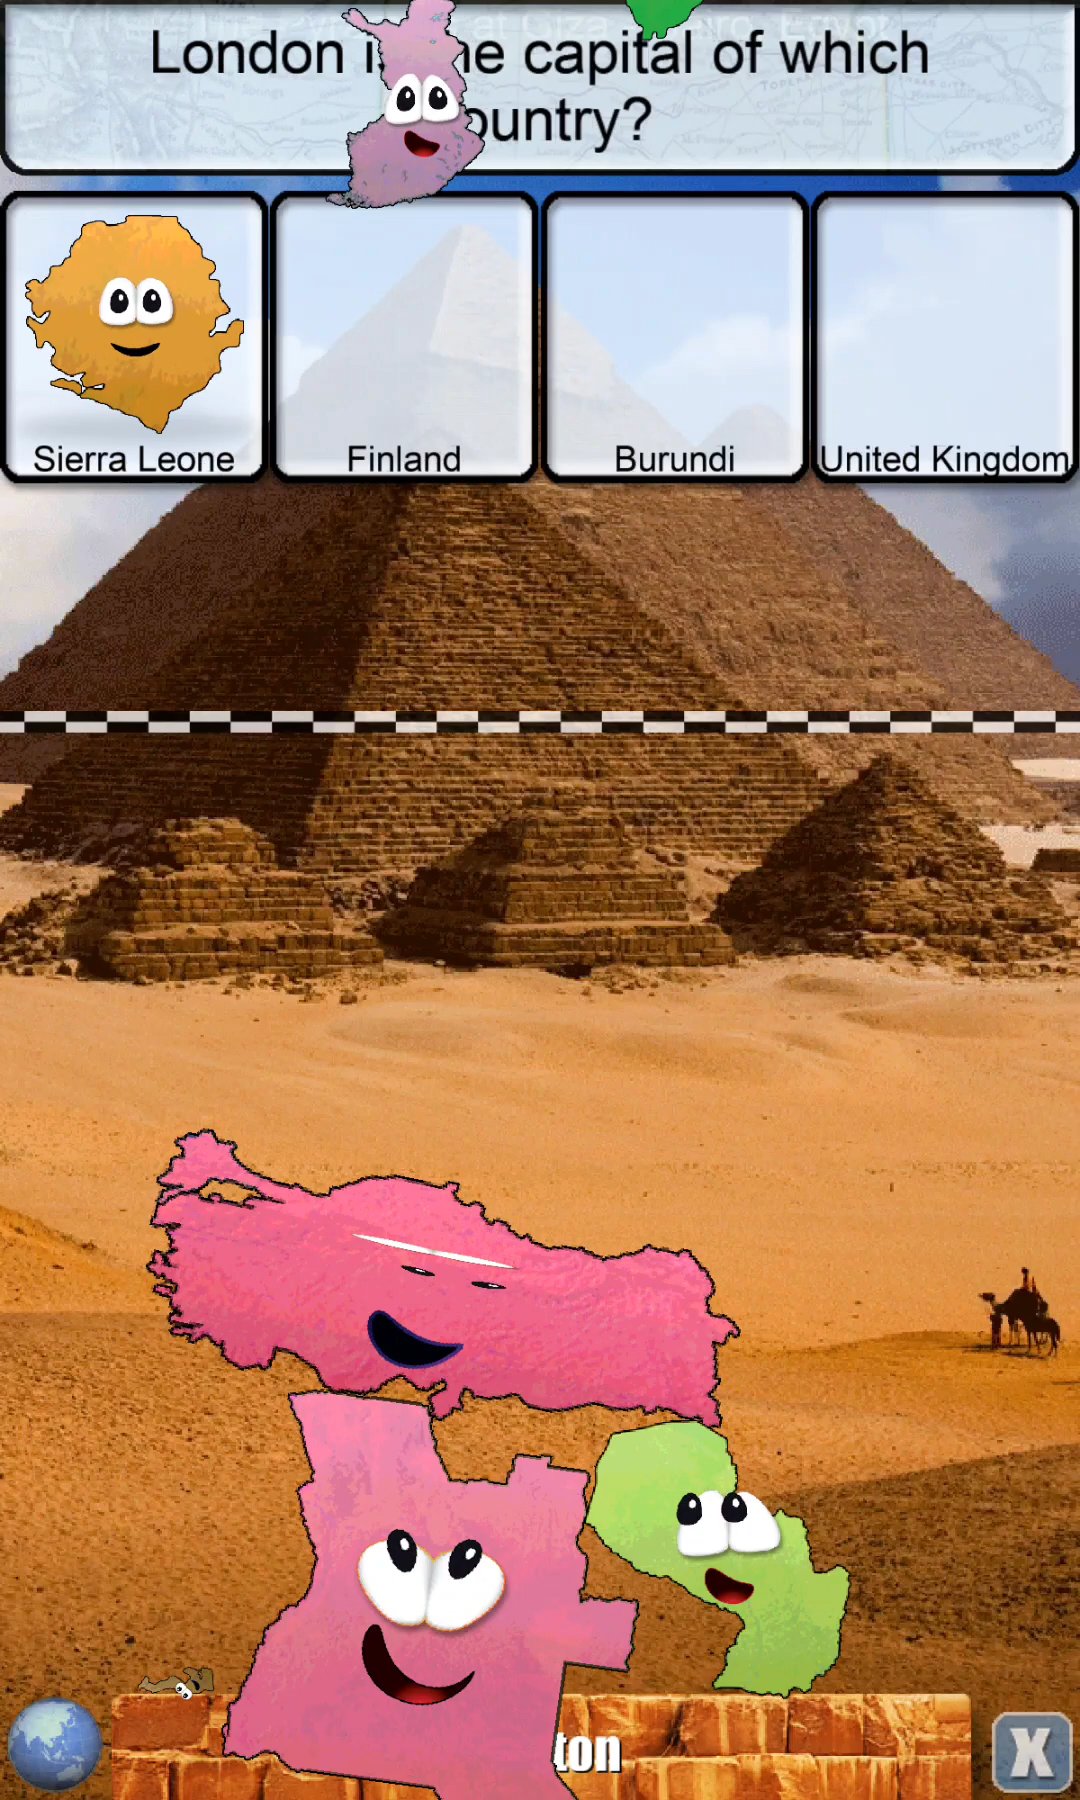 London i he capital of which
ountry?
Sierra Leone
Finland
Burundi
United Kingdom
ton
X